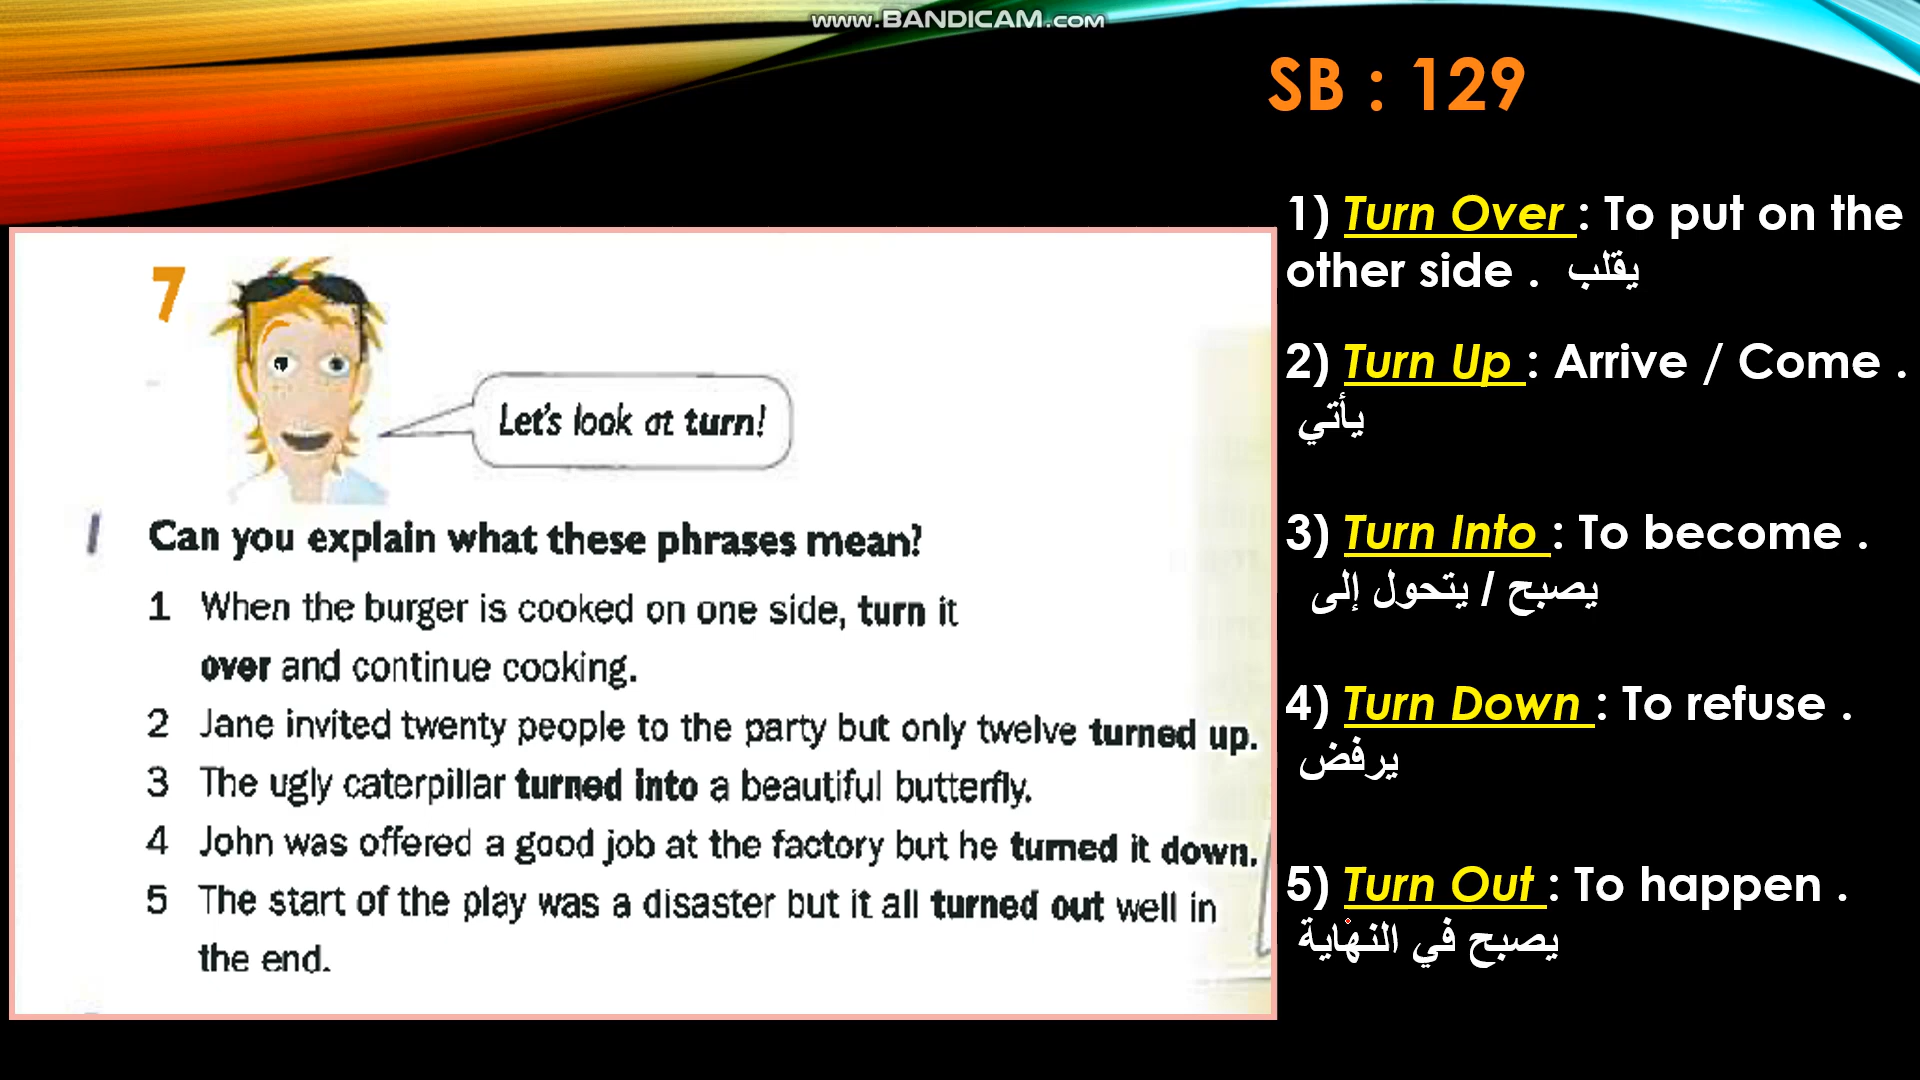 www.BANDICAM.com
SB : 129
7
Let's look at turn!
1 Can you explain what these phrases mean?
1 When the burger is cooked on one side, turn it
over and continue cooking.
2 Jane invited twenty people to the party but only twelve turned up.
3 The ugly caterpillar turned into a beautiful butterfly.
4 John was offered a good job at the factory but he turned it down.
5 The start of the play was a disaster but it all turned out well in
the end.
1) Turn Over : To put on the
other side . يقلب
2) Turn Up : Arrive / Come .
يأتي
3) Turn Into : To become .
يصبح / يتحول إلى
4) Turn Down : To refuse .
يرفض
5) Turn Out : To happen .
يصبح في النهاية